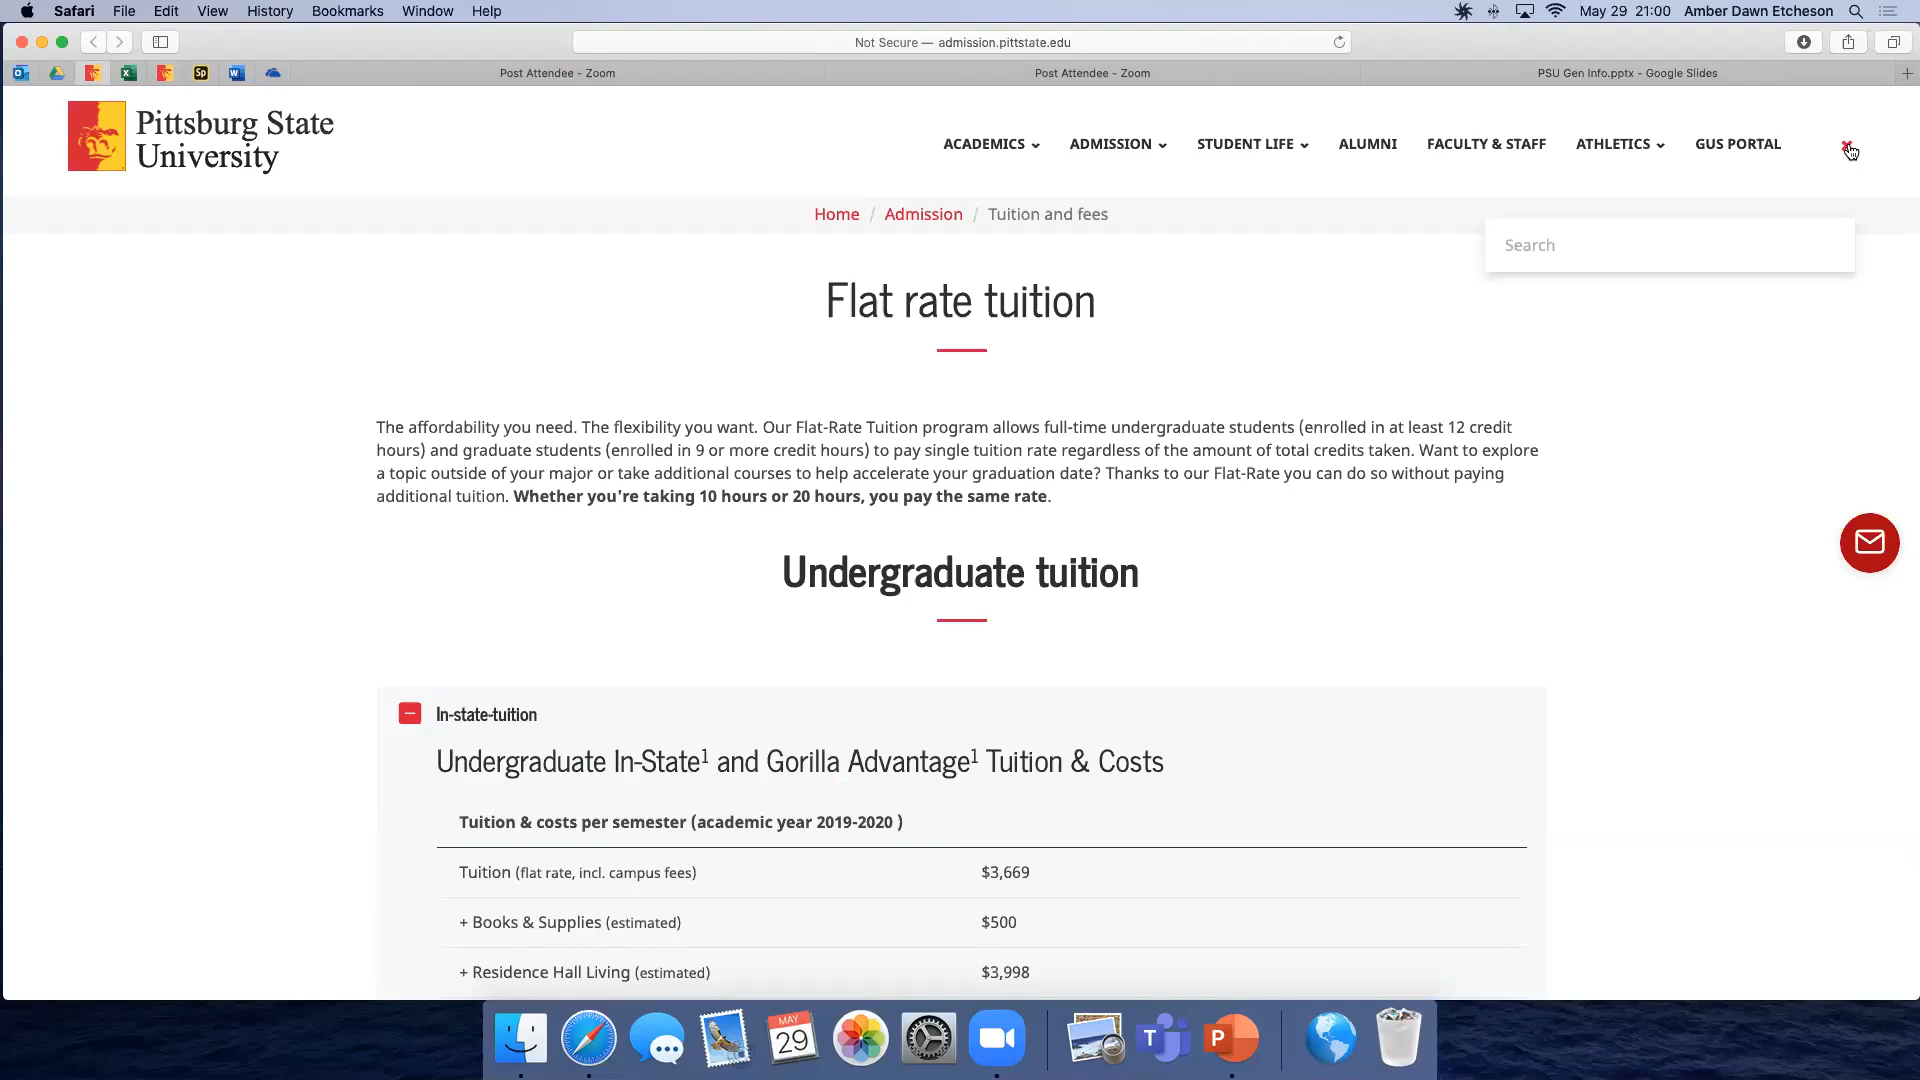 Safari File Edit View History Bookmarks Window Help
May 29 21:00 Amber Dawn Etcheson
Not Secure — admission.pittstate.edu
Post Attendee - Zoom
Post Attendee - Zoom
PSU Gen Info.pptx - Google Slides
Pittsburg State
University
ACADEMICS
ADMISSION
STUDENT LIFE
ALUMNI
FACULTY & STAFF
ATHLETICS
GUS PORTAL
Home / Admission / Tuition and fees
Search
Flat rate tuition
The affordability you need. The flexibility you want. Our Flat-Rate Tuition program allows full-time undergraduate students (enrolled in at least 12 credit
hours) and graduate students (enrolled in 9 or more credit hours) to pay single tuition rate regardless of the amount of total credits taken. Want to explore
a topic outside of your major or take additional courses to help accelerate your graduation date? Thanks to our Flat-Rate you can do so without paying
additional tuition. Whether you're taking 10 hours or 20 hours, you pay the same rate.
Undergraduate tuition
In-state-tuition
Undergraduate In-State¹ and Gorilla Advantage¹ Tuition & Costs
Tuition & costs per semester (academic year 2019-2020 )
Tuition (flat rate, incl. campus fees) $3,669
+ Books & Supplies (estimated) $500
+ Residence Hall Living (estimated) $3,998
MAY
29
T
P